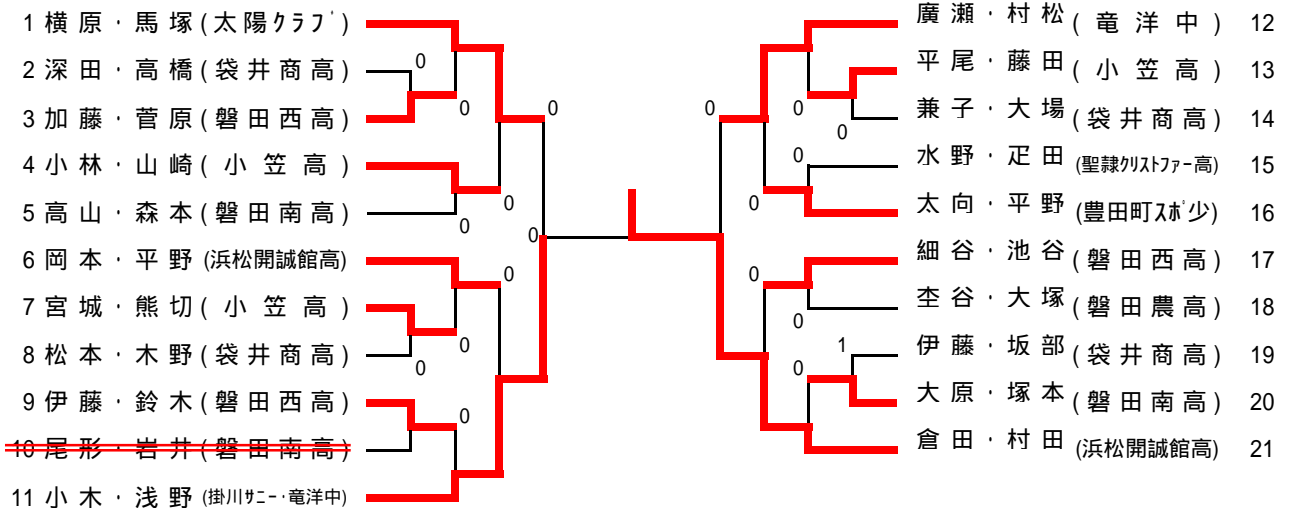 1 横原・馬塚(太陽ｸﾗﾌﾞ)
2 深田・高橋(袋井商高)
3 加藤・菅原(磐田西高)
4 小林・山崎(小笠高)
5 高山・森本(磐田南高)
6 岡本・平野(浜松開誠館高)
7 宮城・熊切(小笠高)
8 松本・木野(袋井商高)
9 伊藤・鈴木(磐田西高)
10 尾形・岩井(磐田南高)
11 小木・浅野(掛川ｻﾆｰ・竜洋中)
0
0
0
0
0
0
0
0
0
0
廣瀬・村松(竜洋中) 12
平尾・藤田(小笠高) 13
兼子・大場(袋井商高) 14
水野・疋田(聖隷ｸﾘｽﾄﾌｧｰ高) 15
太向・平野(豊田町ｽﾎﾟ少) 16
細谷・池谷(磐田西高) 17
杢谷・大塚(磐田農高) 18
伊藤・坂部(袋井商高) 19
大原・塚本(磐田南高) 20
倉田・村田(浜松開誠館高) 21
0
0
0
0
0
0
0
1
0